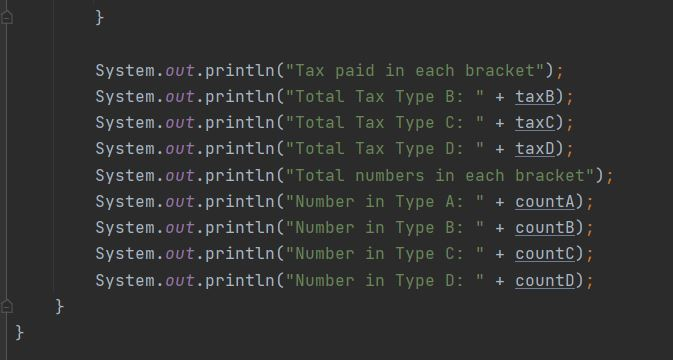 }
System.out.println("Tax paid in each bracket");
System.out.println("Total Tax Type B: " + taxB);
System.out.println("Total Tax Type C: " + taxC);
System.out.println("Total Tax Type D: " + taxD);
System.out.println("Total numbers in each bracket");
System.out.println("Number in Type A: " + countA);
System.out.println("Number in Type B: " + countB);
System.out.println("Number in Type C: " + countC);
System.out.println("Number in Type D: " + countD);
}
}